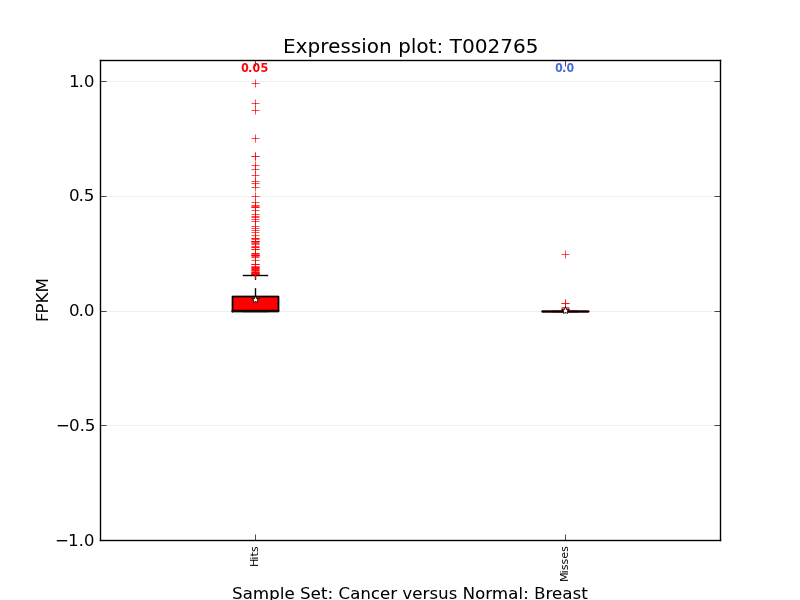 Expression plot: T002765
0.05
0.0
1.0
0.5
0.0
−0.5
−1.0
FPKM
Hits
Misses
Sample Set: Cancer versus Normal: Breast